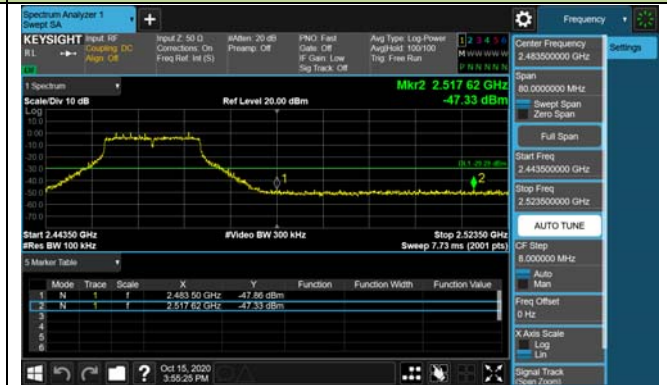 Spectrum Analyzer 1
Swept SA
+
Frequency
KEYSIGHT
RL
Input: RF
Coupling: DC
Align: Off
Input Z: 50 Ω
Corrections: On
Freq Ref: Int (S)
#Atten: 20 dB
Preamp: Off
PNO: Fast
Gate: Off
IF Gain: Low
Sig Track: Off
Avg Type: Log-Power
Avg|Hold: 100/100
Trig: Free Run
1 2 3 4 5 6
M W W W W W
P N N N N N
1 Spectrum
Scale/Div 10 dB
Ref Level 20.00 dBm
Mkr2 2.517 62 GHz
-47.33 dBm
Log
10.0
0.00
-10.0
-20.0
-30.0
-40.0
-50.0
-60.0
-70.0
1
2
Start 2.44350 GHz
#Res BW 100 kHz
#Video BW 300 kHz
Stop 2.52350 GHz
Sweep 7.73 ms (2001 pts)
5 Marker Table
Mode Trace Scale X Y Function Function Width Function Value
1 N 1 f 2.483 50 GHz -47.86 dBm
2 N 1 f 2.517 62 GHz -47.33 dBm
3
4
5
6
Center Frequency
2.483500000 GHz
Settings
Span
80.0000000 MHz
Swept Span
Zero Span
Full Span
Start Freq
2.443500000 GHz
Stop Freq
2.523500000 GHz
AUTO TUNE
CF Step
8.000000 MHz
Auto
Man
Freq Offset
0 Hz
X Axis Scale
Log
Lin
Signal Track
(Span Zoom)
?
Oct 15, 2020
3:55:25 PM